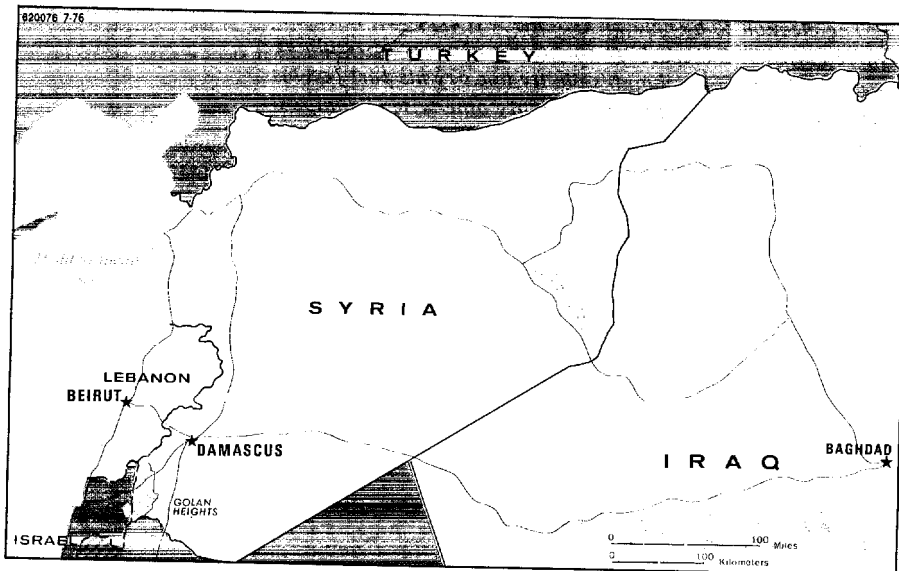 620076 7-76
TURKEY
SYRIA
LEBANON
BEIRUT
DAMASCUS
IRAQ
BAGHDAD
GOLAN
HEIGHTS
ISRAEL
0 100 Miles
0 100 Kilometers